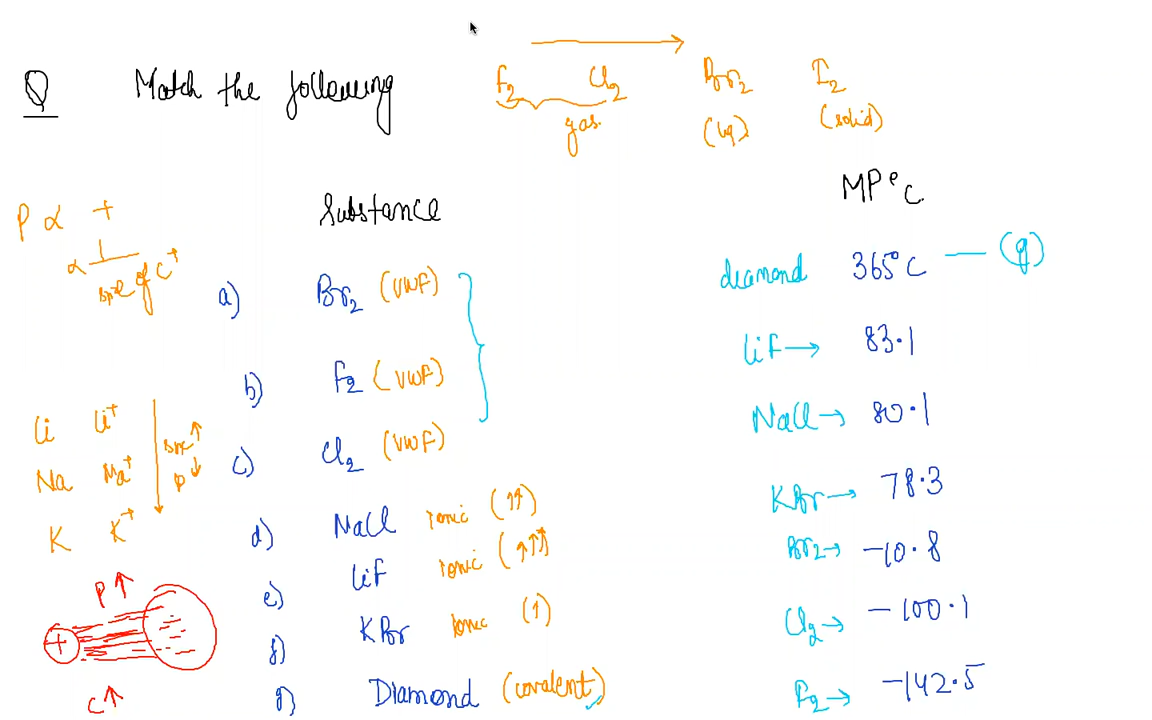 Q Match the following
F2 Cl2 Br2 I2
gas. (liq) (solid)
P α +
α size of C+
Substance MP°C
a) Br2 (VWF)
b) F2 (VWF)
c) Cl2 (VWF)
d) NaCl Ionic (↑↑)
e) LiF Ionic (↑↑↑)
f) KBr Ionic (↑)
g) Diamond (covalent)
diamond 365°C — (g)
LiF → 83.1
NaCl → 80.1
KBr → 78.3
Br2 → -10.8
Cl2 → -100.1
F2 → -142.5
Li Li+
Na Na+
K K+
size ↑
P ↓
P ↑
+
C ↑